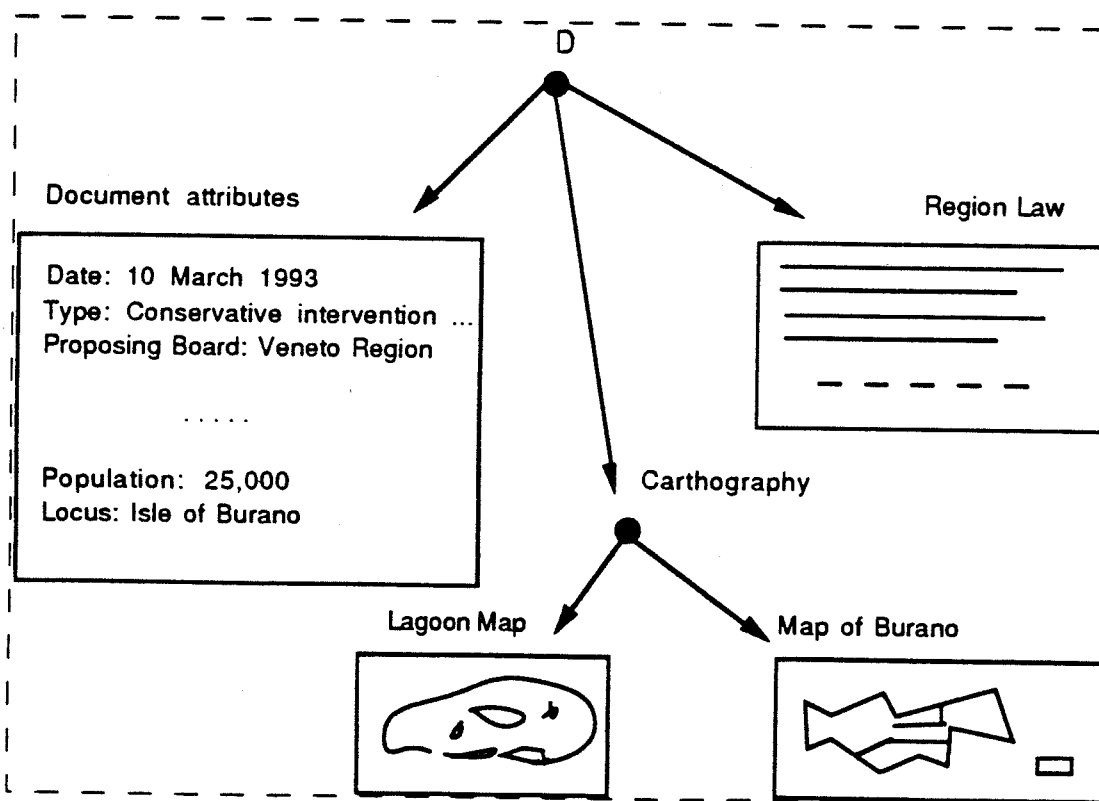 D
Document attributes
Region Law
Date: 10 March 1993
Type: Conservative intervention ...
Proposing Board: Veneto Region
.....
Population: 25,000
Locus: Isle of Burano
Carthography
Lagoon Map
Map of Burano